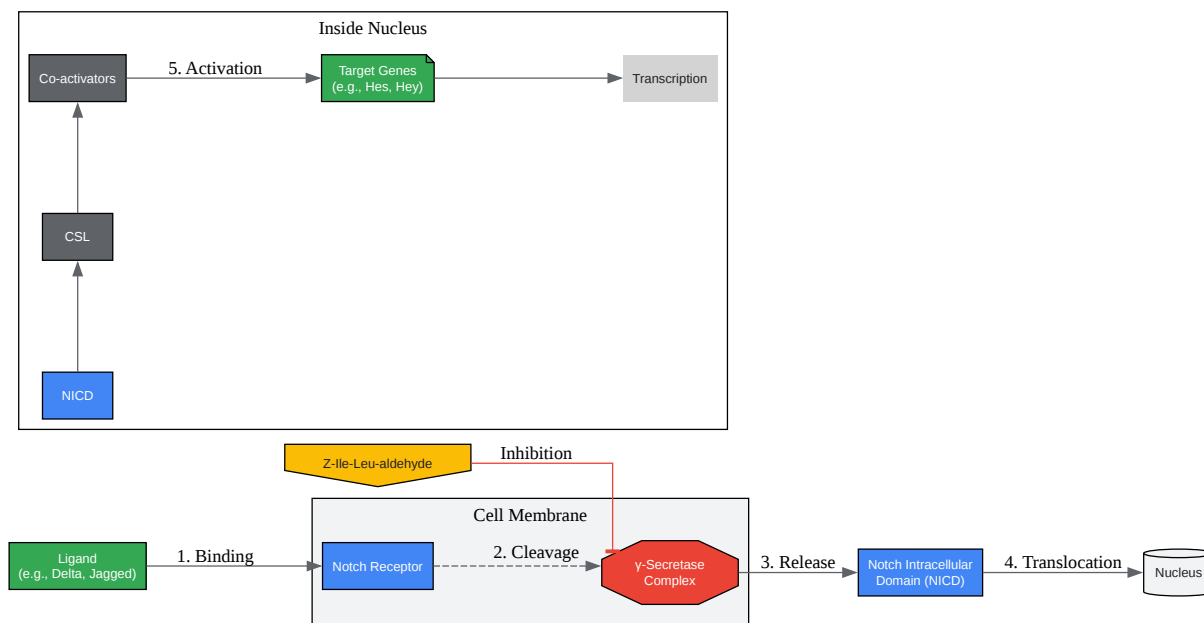 Inside Nucleus
Co-activators
5. Activation
Target Genes
(e.g., Hes, Hey)
Transcription
CSL
NICD
Z-Ile-Leu-aldehyde
Inhibition
Cell Membrane
Ligand
(e.g., Delta, Jagged)
1. Binding
Notch Receptor
2. Cleavage
γ-Secretase
Complex
3. Release
Notch Intracellular
Domain (NICD)
4. Translocation
Nucleus